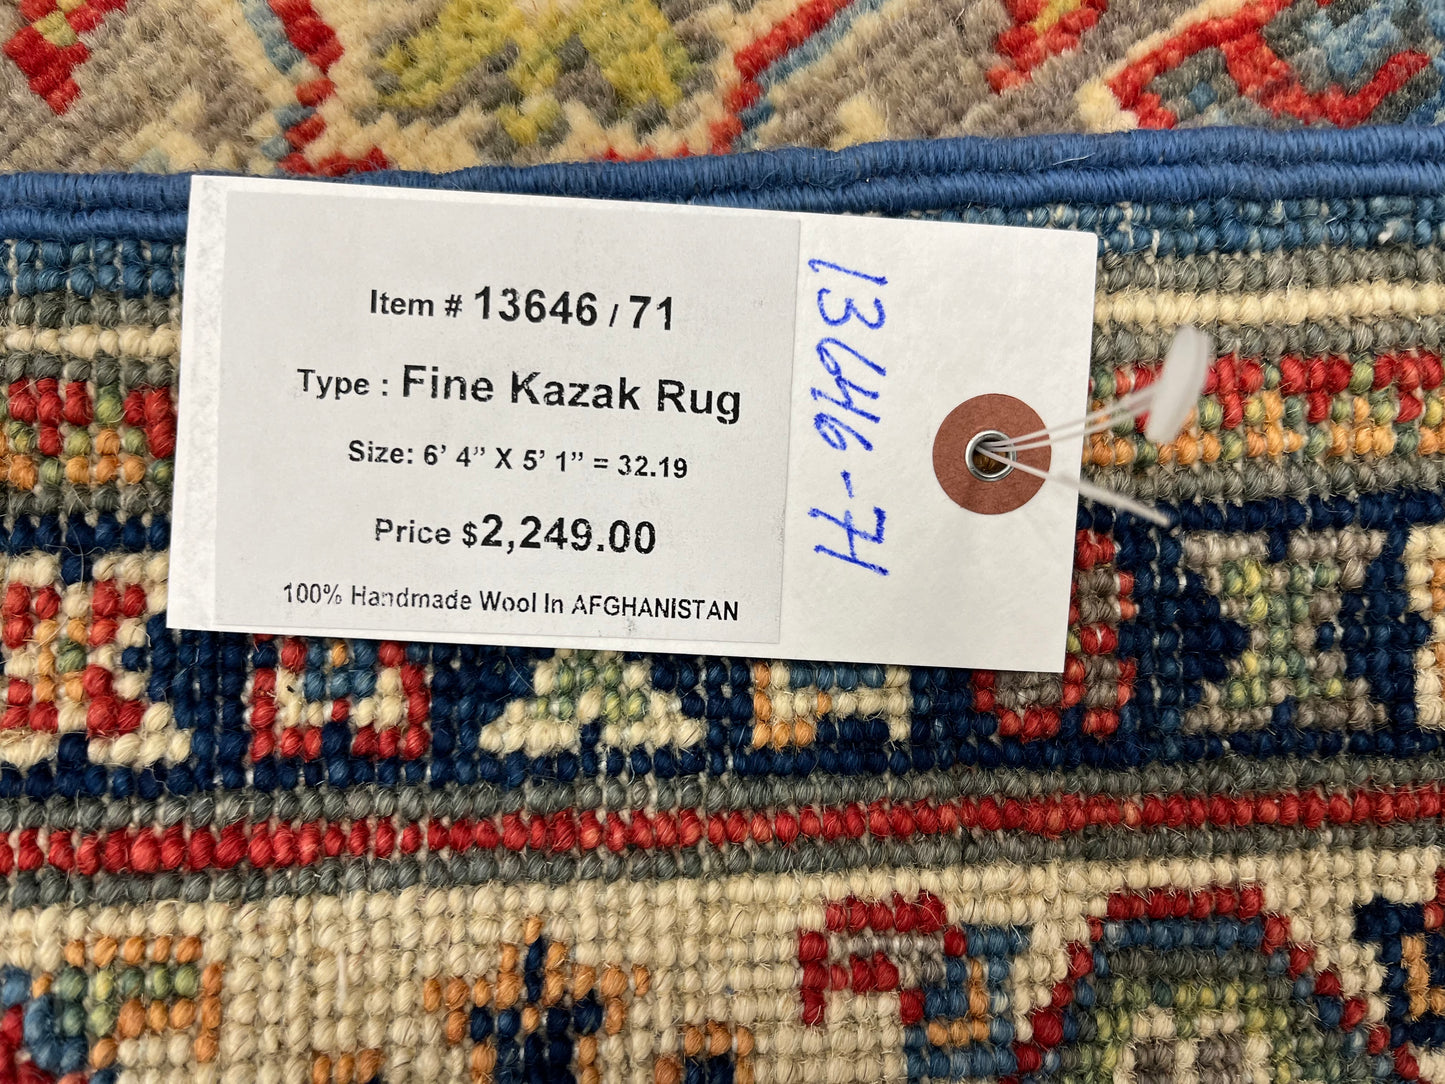 Item # 13646 / 71
Type : Fine Kazak Rug
Size: 6’ 4” X 5’ 1” = 32.19
Price $2,249.00
100% Handmade Wool In AFGHANISTAN
13646-71